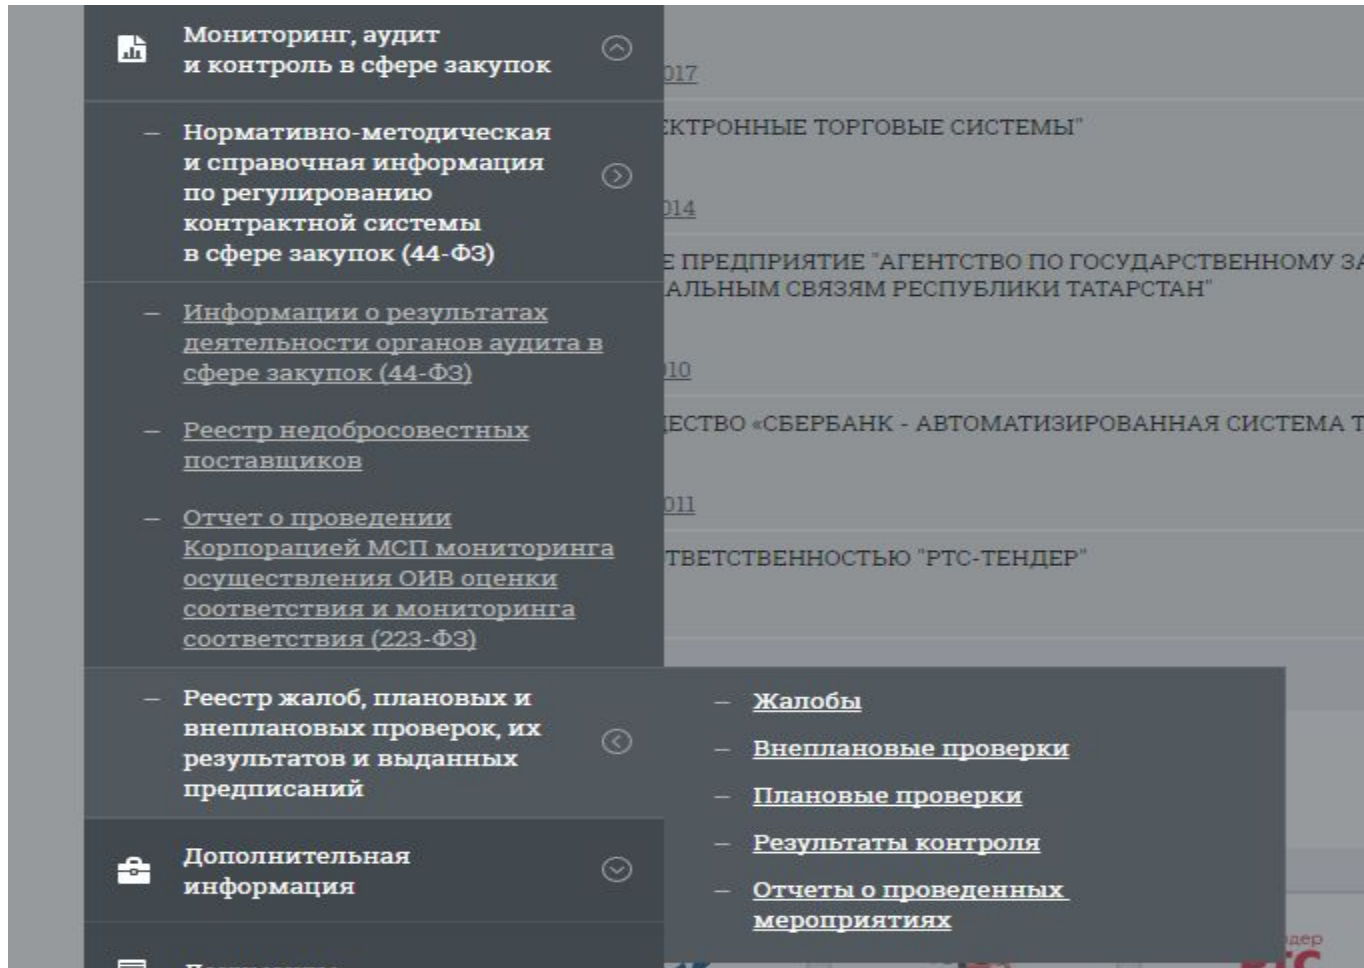 Мониторинг, аудит
и контроль в сфере закупок
— Нормативно-методическая
и справочная информация
по регулированию
контрактной системы
в сфере закупок (44-ФЗ)
— Информации о результатах
деятельности органов аудита в
сфере закупок (44-ФЗ)
— Реестр недобросовестных
поставщиков
— Отчет о проведении
Корпорацией МСП мониторинга
осуществления ОИВ оценки
соответствия и мониторинга
соответствия (223-ФЗ)
— Реестр жалоб, плановых и
внеплановых проверок, их
результатов и выданных
предписаний
Дополнительная
информация
— Жалобы
— Внеплановые проверки
— Плановые проверки
— Результаты контроля
— Отчеты о проведенных
мероприятиях
017
ЕКТРОННЫЕ ТОРГОВЫЕ СИСТЕМЫ"
014
Е ПРЕДПРИЯТИЕ "АГЕНТСТВО ПО ГОСУДАРСТВЕННОМУ ЗА
АЛЬНЫМ СВЯЗЯМ РЕСПУБЛИКИ ТАТАРСТАН"
010
ЕСТВО «СБЕРБАНК - АВТОМАТИЗИРОВАННАЯ СИСТЕМА Т
011
ТВЕТСТВЕННОСТЬЮ "РТС-ТЕНДЕР"
ндер
РТС